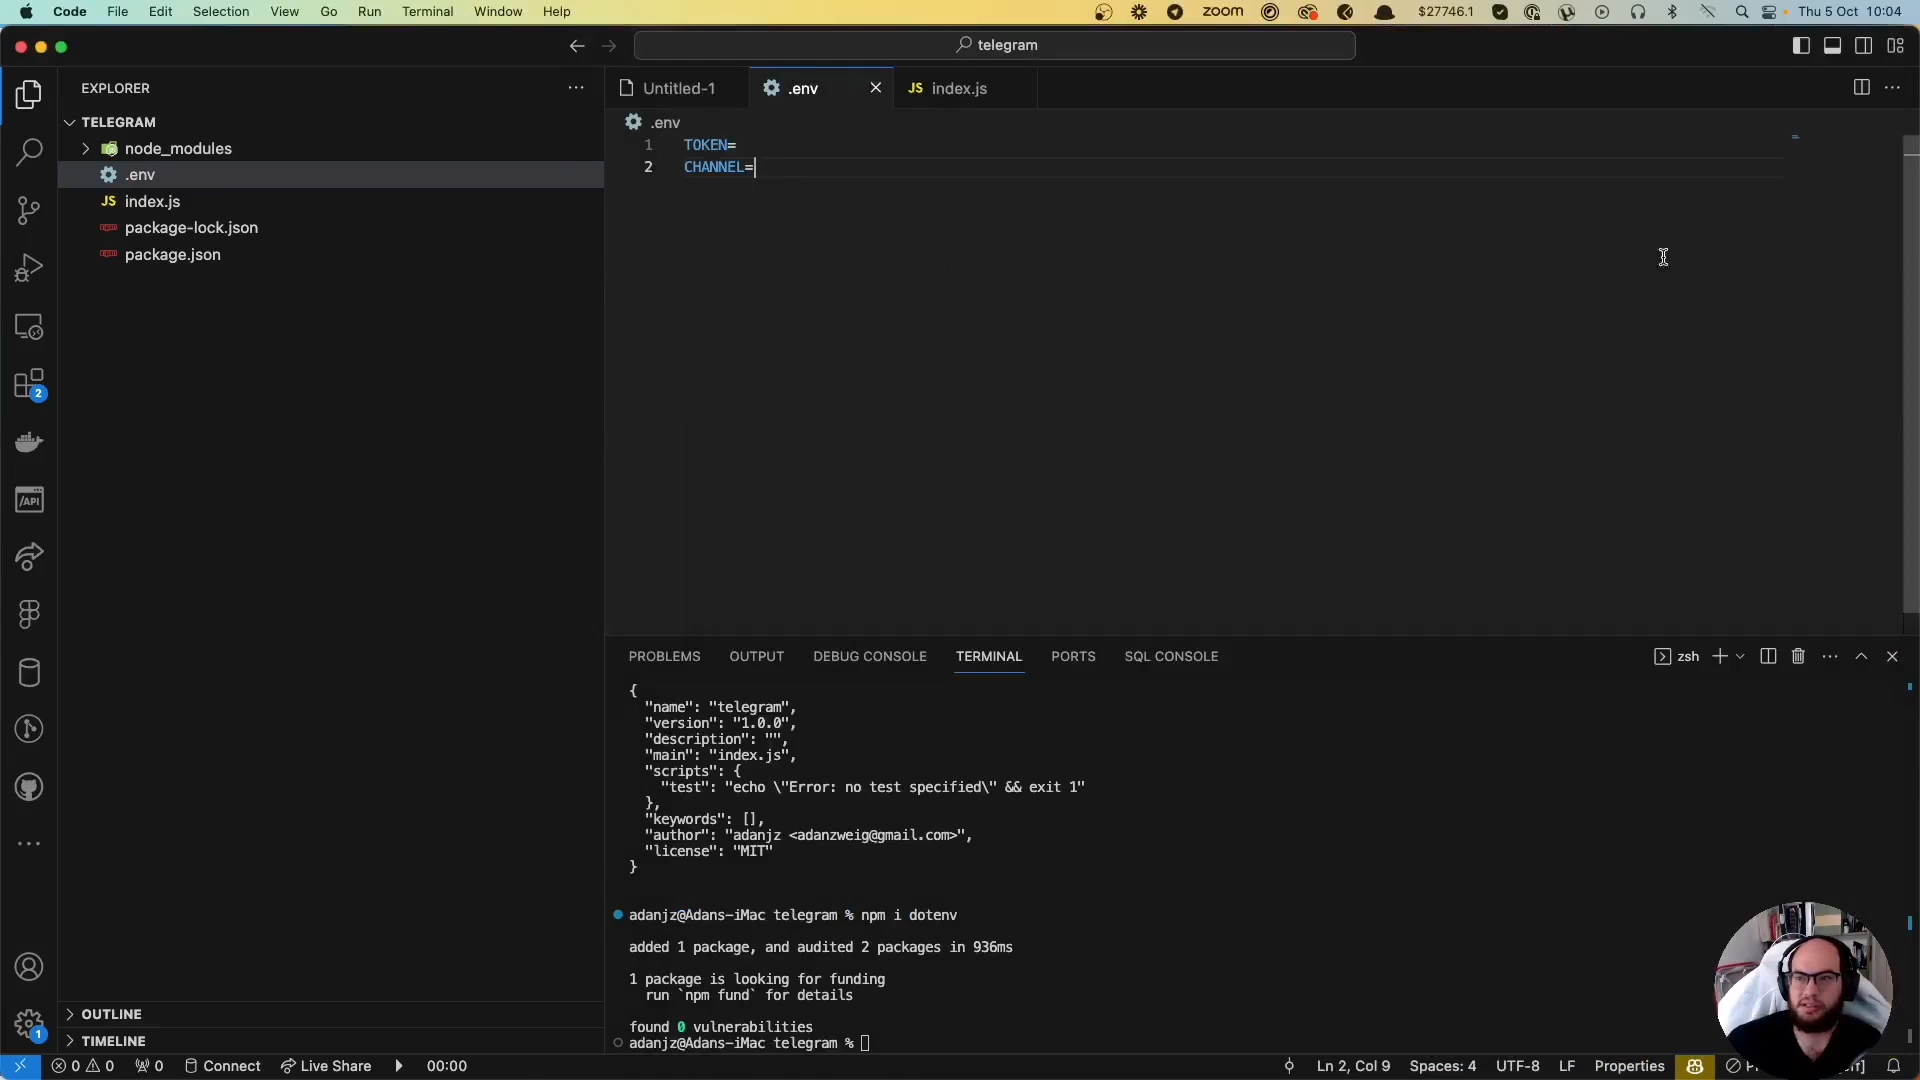 Code File Edit Selection View Go Run Terminal Window Help
zoom $27746.1 Thu 5 Oct 10:04
telegram
EXPLORER
TELEGRAM
node_modules
.env
JS index.js
package-lock.json
package.json
Untitled-1
.env
JS index.js
.env
1 TOKEN=
2 CHANNEL=
2
/API
PROBLEMS OUTPUT DEBUG CONSOLE TERMINAL PORTS SQL CONSOLE
zsh
{
"name": "telegram",
"version": "1.0.0",
"description": "",
"main": "index.js",
"scripts": {
"test": "echo \"Error: no test specified\" && exit 1"
},
"keywords": [],
"author": "adanjz <adanzweig@gmail.com>",
"license": "MIT"
}
adanjz@Adans-iMac telegram % npm i dotenv
added 1 package, and audited 2 packages in 936ms
1 package is looking for funding
run `npm fund` for details
found 0 vulnerabilities
adanjz@Adans-iMac telegram %
OUTLINE
TIMELINE
1
0 0 0 Connect Live Share 00:00
Ln 2, Col 9 Spaces: 4 UTF-8 LF Properties